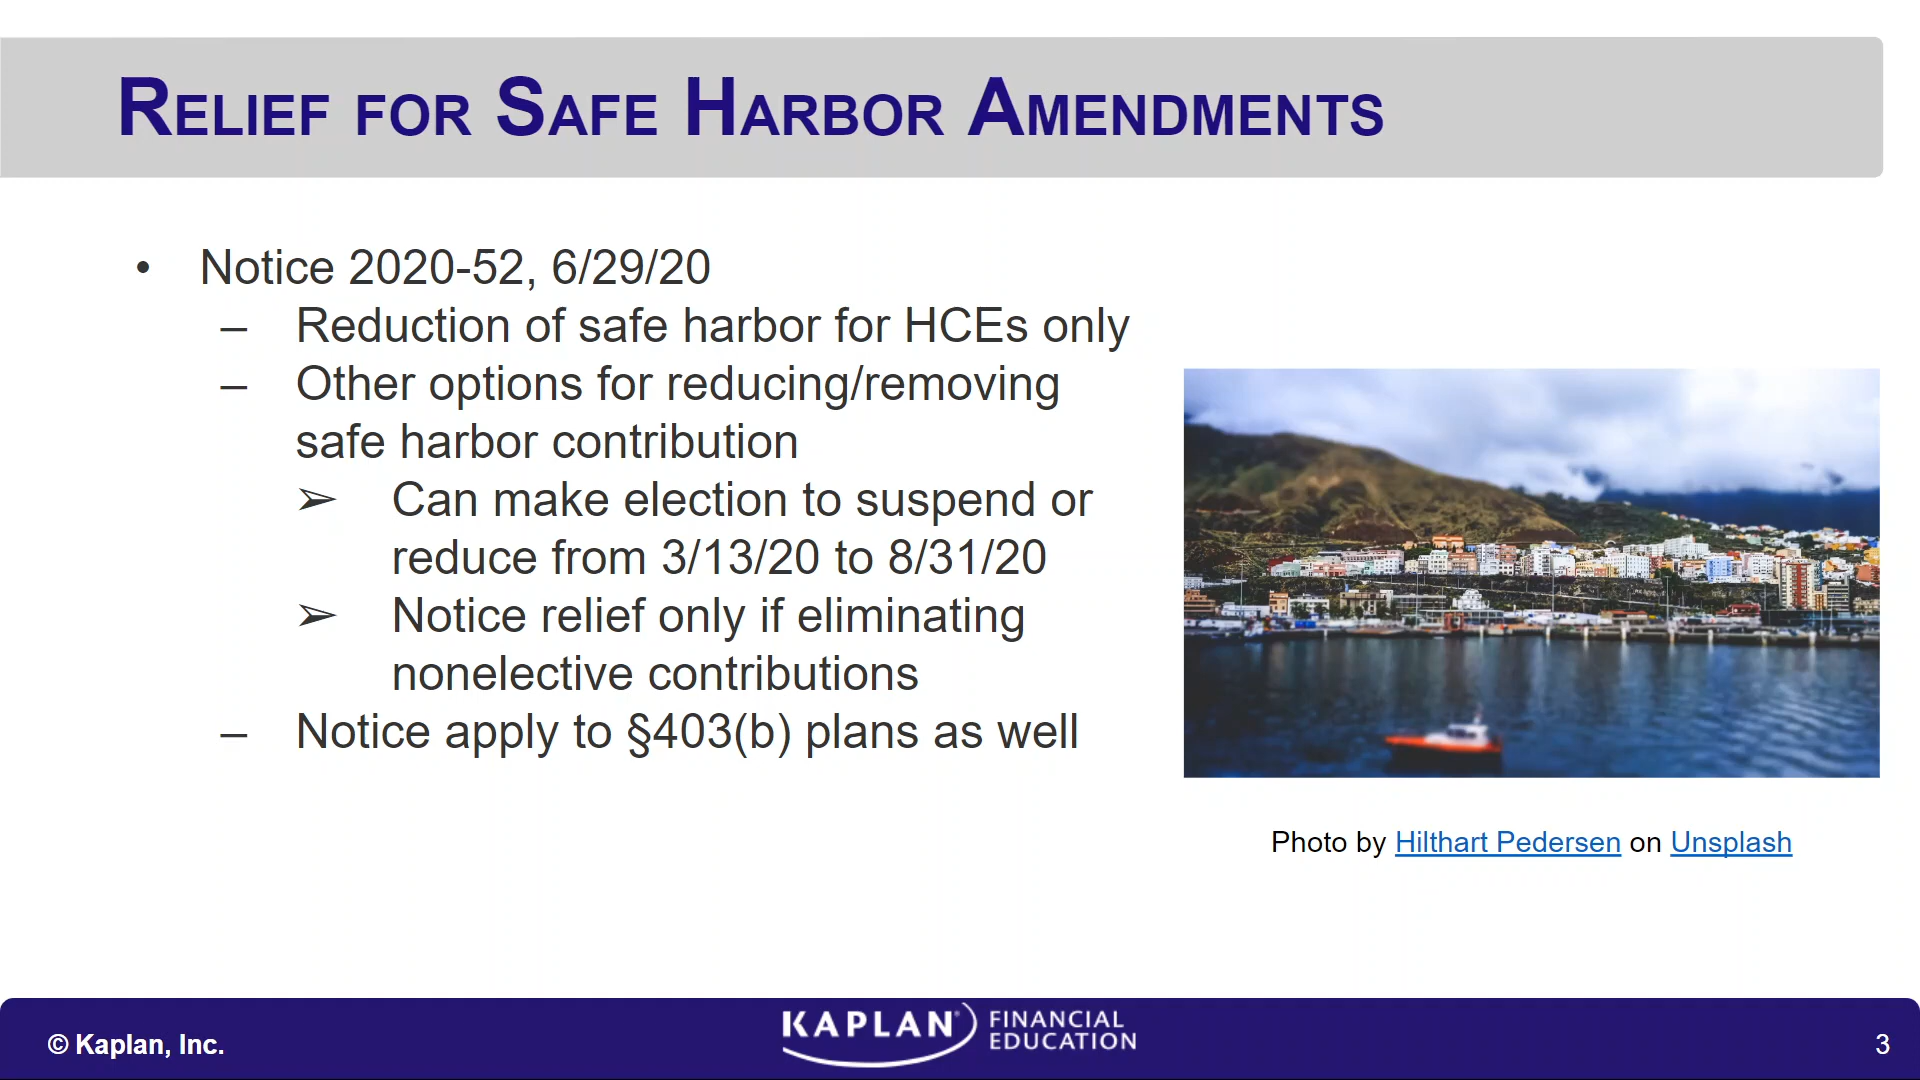 Relief for Safe Harbor Amendments
• Notice 2020-52, 6/29/20
– Reduction of safe harbor for HCEs only
– Other options for reducing/removing
safe harbor contribution
➢ Can make election to suspend or
reduce from 3/13/20 to 8/31/20
➢ Notice relief only if eliminating
nonelective contributions
– Notice apply to §403(b) plans as well
Photo by Hilthart Pedersen on Unsplash
© Kaplan, Inc.
KAPLAN
FINANCIAL
EDUCATION
3